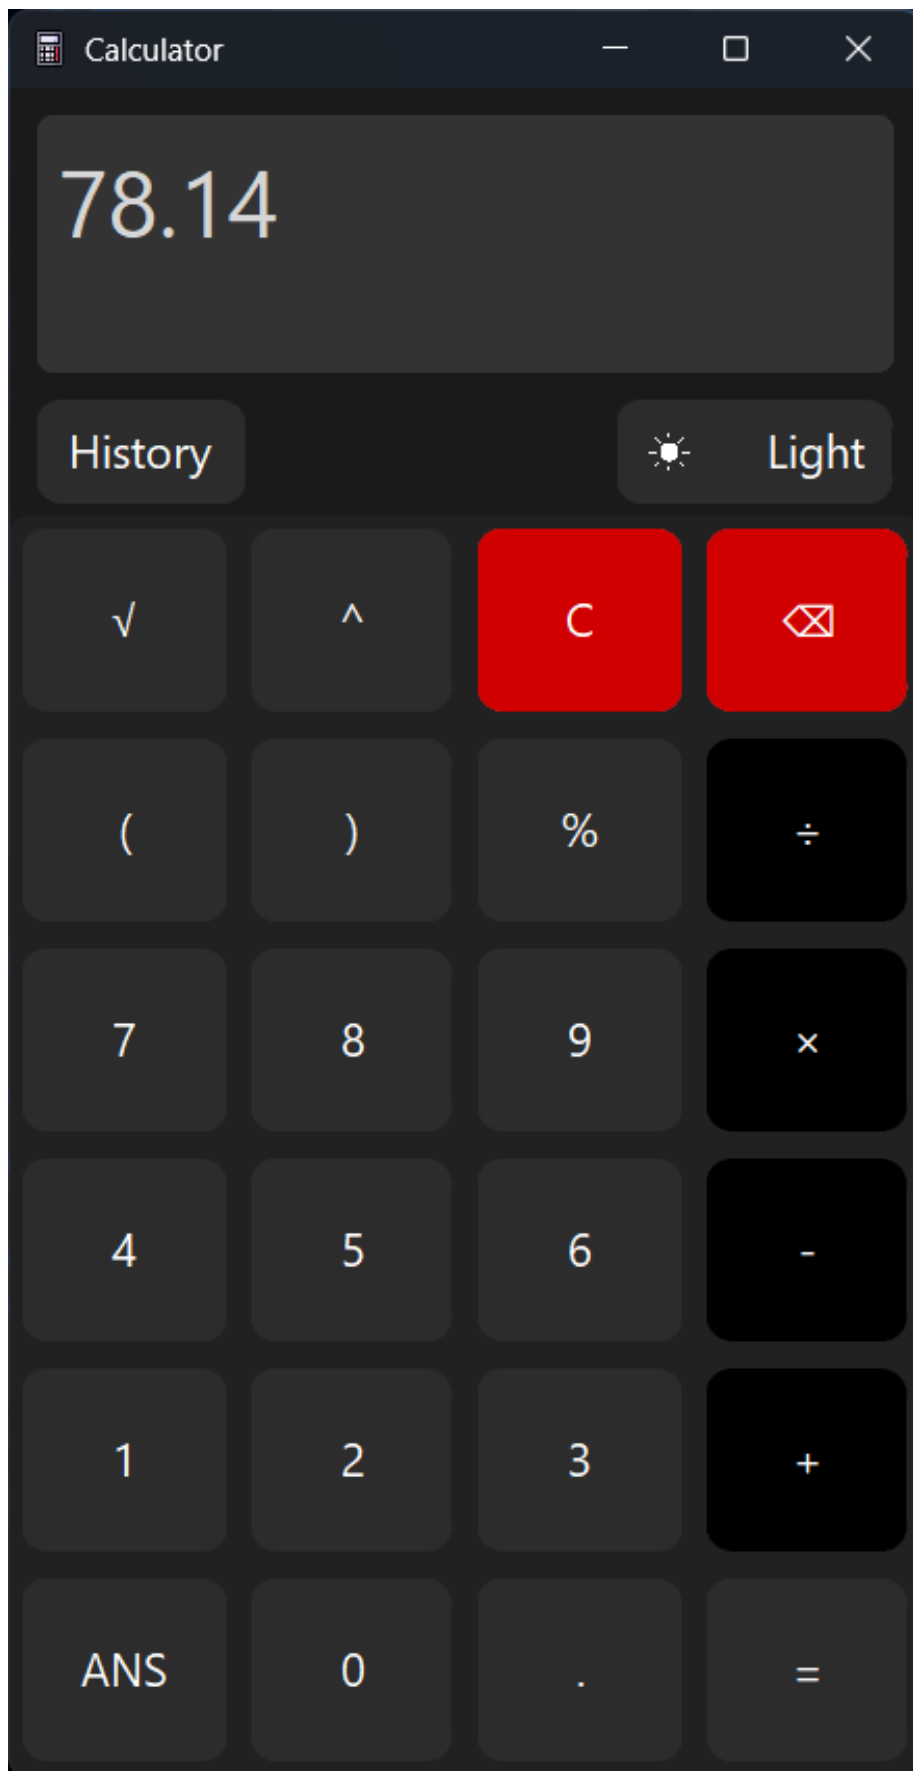 Calculator
78.14
History Light
√ ^ C ⌫
( ) % ÷
7 8 9 ×
4 5 6 -
1 2 3 +
ANS 0 . =